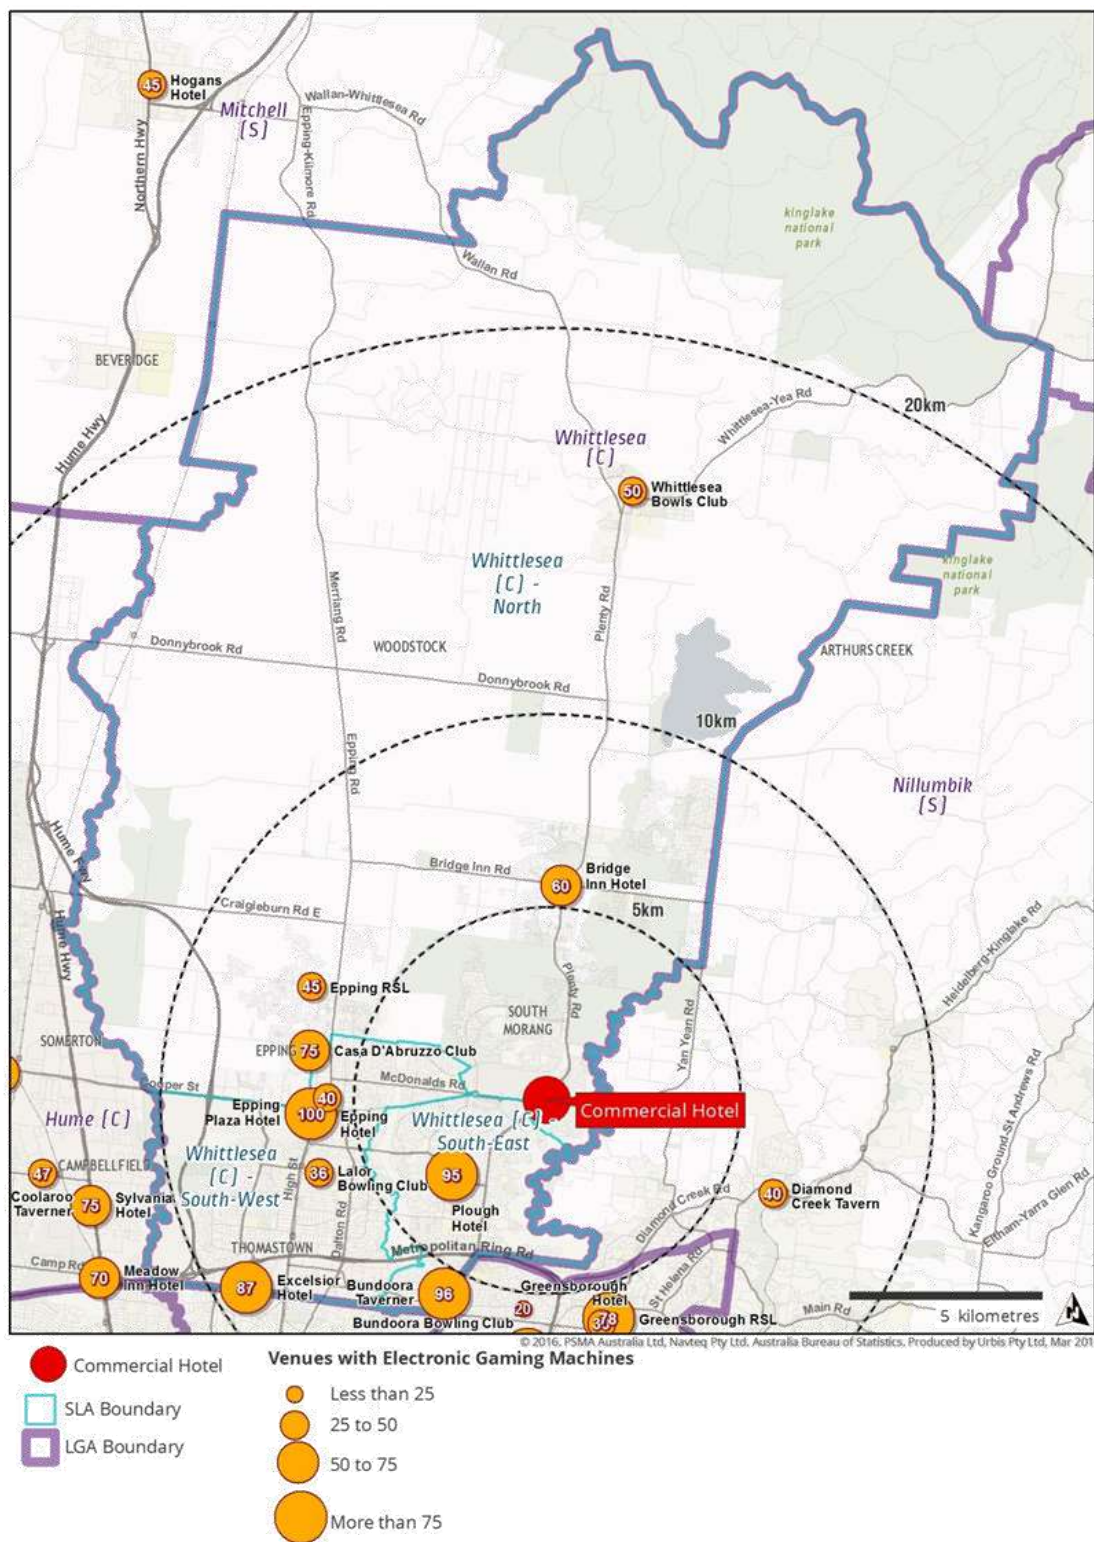 45
Hogans
Hotel
Mitchell
(S)
Wallan-Whittlesea Rd
Northern Hwy
Epping-Kilmore Rd
kinglake
national
park
Wallan Rd
BEVERIDGE
Hume Hwy
20km
Whittlesea-Yea Rd
Whittlesea
(C)
50
Whittlesea
Bowls Club
Whittlesea
(C) -
North
kinglake
national
park
Merriang Rd
Plenty Rd
Donnybrook Rd
WOODSTOCK
ARTHURS CREEK
Donnybrook Rd
10km
Epping Rd
Nillumbik
(S)
Hume Fwy
Bridge Inn Rd
Bridge
Inn Hotel
60
Craigieburn Rd E
5km
Hume Hwy
Heidelberg-Kinglake Rd
Plenty Rd
45
Epping RSL
SOUTH
MORANG
Yan Yean Rd
SOMERTON
EPPING
75
Casa D'Abruzzo Club
Cooper St
McDonalds Rd
Kangaroo Ground-St Andrews Rd
Epping
Plaza Hotel
40
100
Epping
Hotel
Hume (C)
Whittlesea (C)
South-East
Commercial Hotel
Whittlesea
(C) -
South-West
CAMPBELLFIELD
47
Coolaroo
Taverner
75
Sylvania
Hotel
High St
36
Lalor
Bowling Club
95
Plough
Hotel
Diamond Creek Rd
40
Diamond
Creek Tavern
Eltham-Yarra Glen Rd
Dalton Rd
THOMASTOWN
Metropolitan Ring Rd
Camp Rd
70
Meadow
Inn Hotel
87
Excelsior
Hotel
Bundoora
Taverner
96
Greensborough
Hotel
St Helena Rd
20
Bundoora Bowling Club
78
Greensborough RSL
Main Rd
5 kilometres
N
© 2016. PSMA Australia Ltd, Navteq Pty Ltd. Australia Bureau of Statistics. Produced by Urbis Pty Ltd, Mar 201
Commercial Hotel
SLA Boundary
LGA Boundary
Venues with Electronic Gaming Machines
Less than 25
25 to 50
50 to 75
More than 75